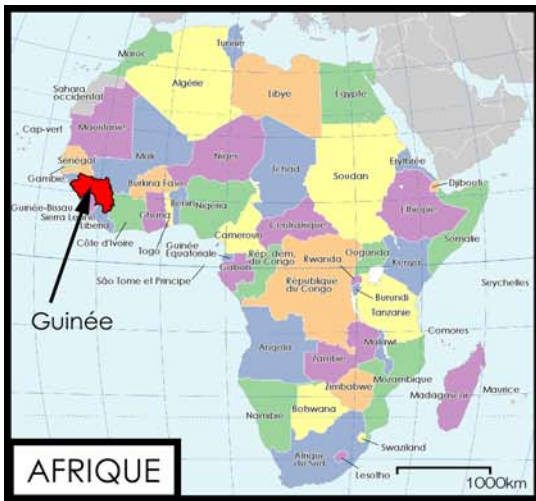 Tunisie
Maroc
Algérie
Libye
Egypte
Sahara
occidental
Cap-vert
Mauritanie
Mali
Niger
Tchad
Soudan
Erythrée
Djibouti
Sénégal
Gambie
Burkina Faso
Guinée-Bissau
Sierra Leone
Liberia
Côte d'Ivoire
Ghana
Togo
Benin
Nigéria
Cameroun
Centrafrique
Ethiopie
Somalie
Guinée
Equatoriale
São Tome et Principe
Gabon
Rép. dém.
du Congo
République
du Congo
Rwanda
Ouganda
Kenya
Burundi
Tanzanie
Seychelles
Comores
Guinée
Angola
Zambie
Malawi
Mozambique
Zimbabwe
Madagascar
Maurice
Namibie
Botswana
Swaziland
Afrique
du Sud
Lesotho
AFRIQUE
1000km